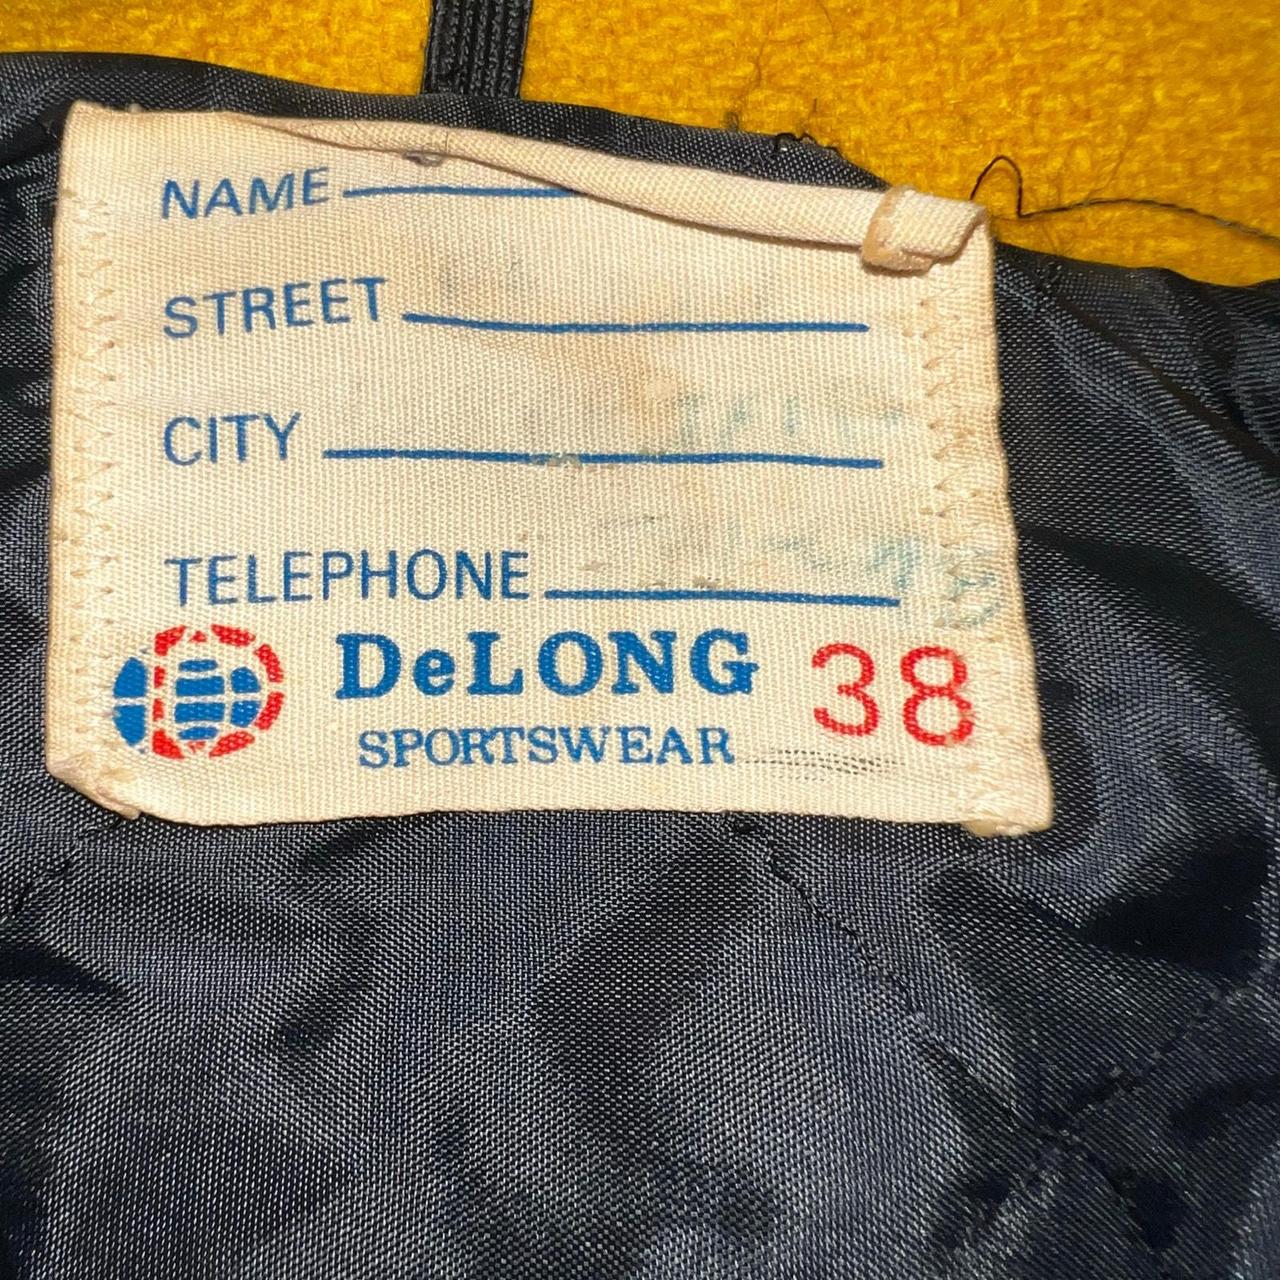 NAME
STREET
CITY
TELEPHONE
DeLONG 38
SPORTSWEAR